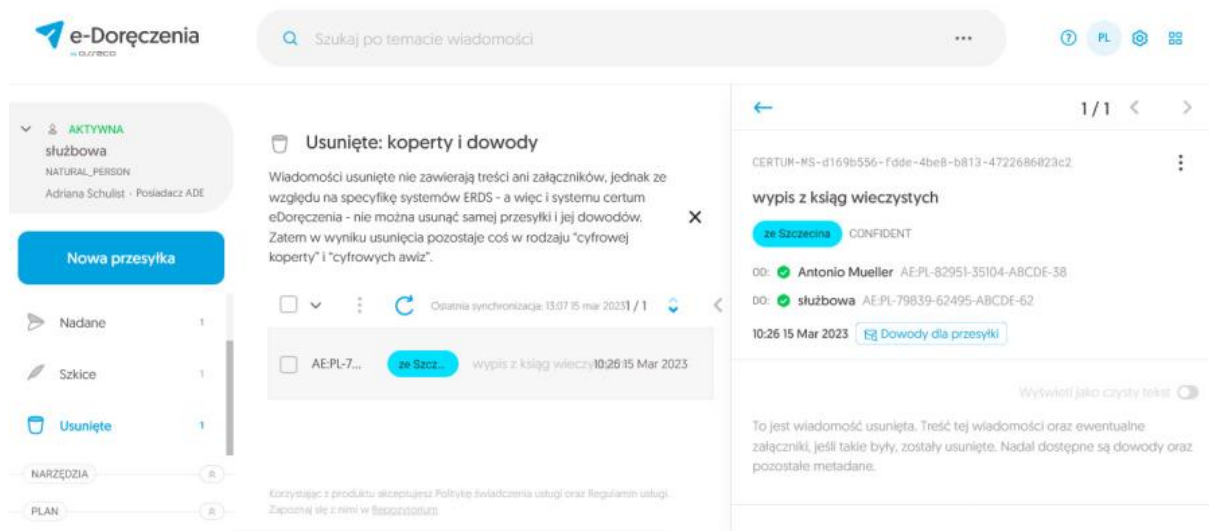 e-Doręczenia
by asseco
Szukaj po temacie wiadomości
...
PL
AKTYWNA
służbowa
NATURAL_PERSON
Adriana Schulist - Posiadacz ADE
Nowa przesyłka
Nadane 1
Szkice 1
Usunięte 1
NARZĘDZIA
PLAN
Usunięte: koperty i dowody
Wiadomości usunięte nie zawierają treści ani załączników, jednak ze
względu na specyfikę systemów ERDS - a więc i systemu certum
eDoręczenia - nie można usunąć samej przesyłki i jej dowodów.
Zatem w wyniku usunięcia pozostaje coś w rodzaju "cyfrowej
koperty" i "cyfrowych awiz".
Ostatnia synchronizacja: 13:07 15 mar 2023 1 / 1
AE:PL-7... ze Szcz... wypis z ksiąg wieczy 10:26 15 Mar 2023
Korzystając z produktu akceptujesz Politykę świadczenia usługi oraz Regulamin usługi.
Zapoznaj się z nimi w Repozytorium
1 / 1
CERTUM-MS-d169b556-fdde-4be8-b813-4722686023c2
wypis z ksiąg wieczystych
ze Szczecina CONFIDENT
OD: Antonio Mueller AE:PL-82951-35104-ABCDE-38
DO: służbowa AE:PL-79839-62495-ABCDE-62
10:26 15 Mar 2023 Dowody dla przesyłki
Wyświetl jako czysty tekst
To jest wiadomość usunięta. Treść tej wiadomości oraz ewentualne
załączniki, jeśli takie były, zostały usunięte. Nadal dostępne są dowody oraz
pozostałe metadane.